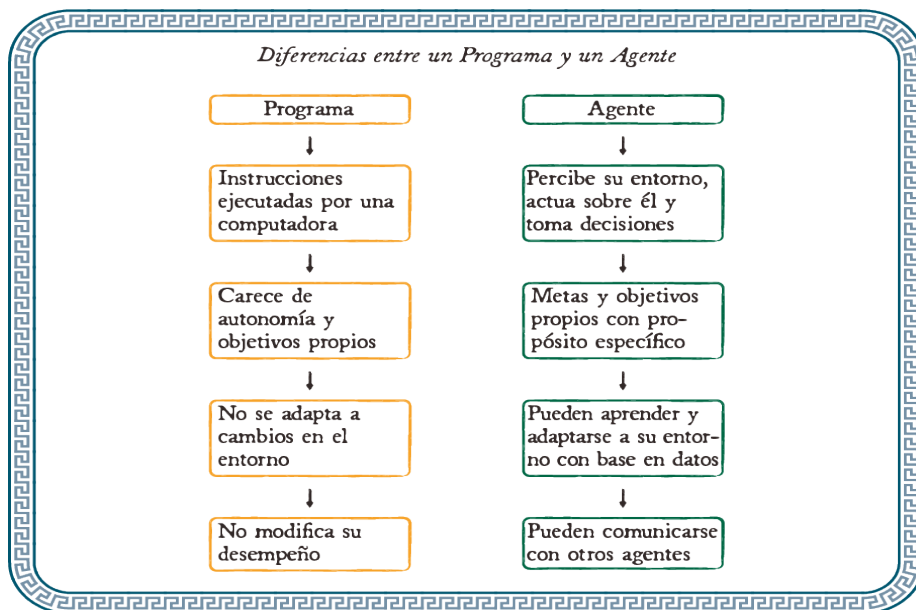 Diferencias entre un Programa y un Agente
Programa
Instrucciones
ejecutadas por una
computadora
Carece de
autonomía y
objetivos propios
No se adapta a
cambios en el
entorno
No modifica su
desempeño
Agente
Percibe su entorno,
actua sobre él y
toma decisiones
Metas y objetivos
propios con pro-
pósito específico
Pueden aprender y
adaptarse a su entor-
no con base en datos
Pueden comunicarse
con otros agentes